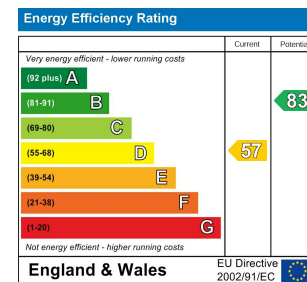 Energy Efficiency Rating
Current Potentia
Very energy efficient - lower running costs
(92 plus) A
(81-91) B
83
(69-80) C
(55-68) D
57
(39-54) E
(21-38) F
(1-20) G
Not energy efficient - higher running costs
England & Wales
EU Directive
2002/91/EC